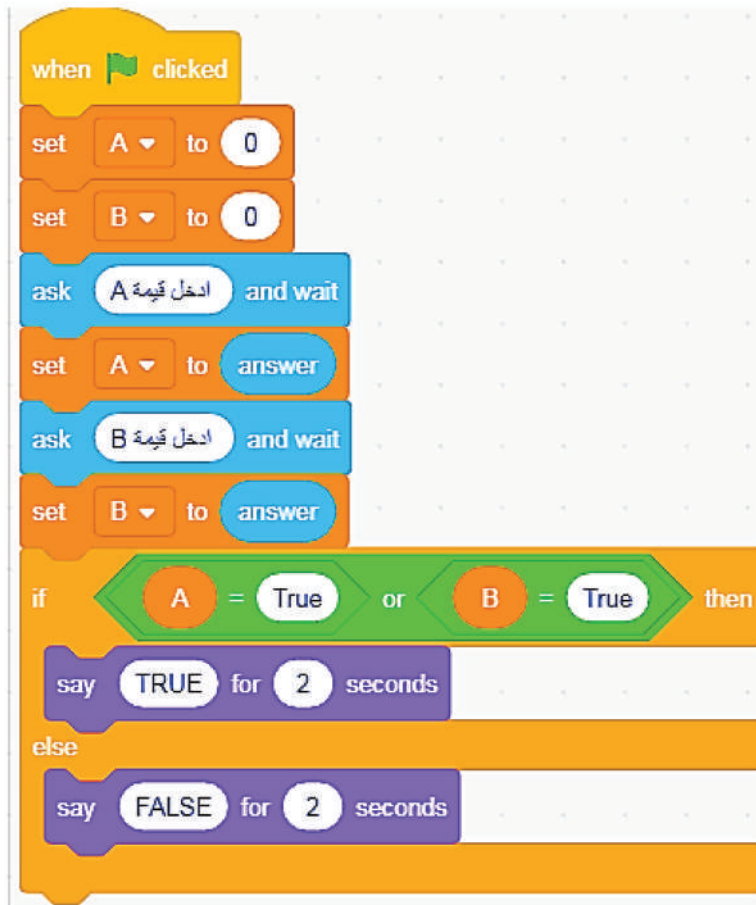 when clicked
set A to 0
set B to 0
ask ادخل قيمة A and wait
set A to answer
ask ادخل قيمة B and wait
set B to answer
if A = True or B = True then
say TRUE for 2 seconds
else
say FALSE for 2 seconds